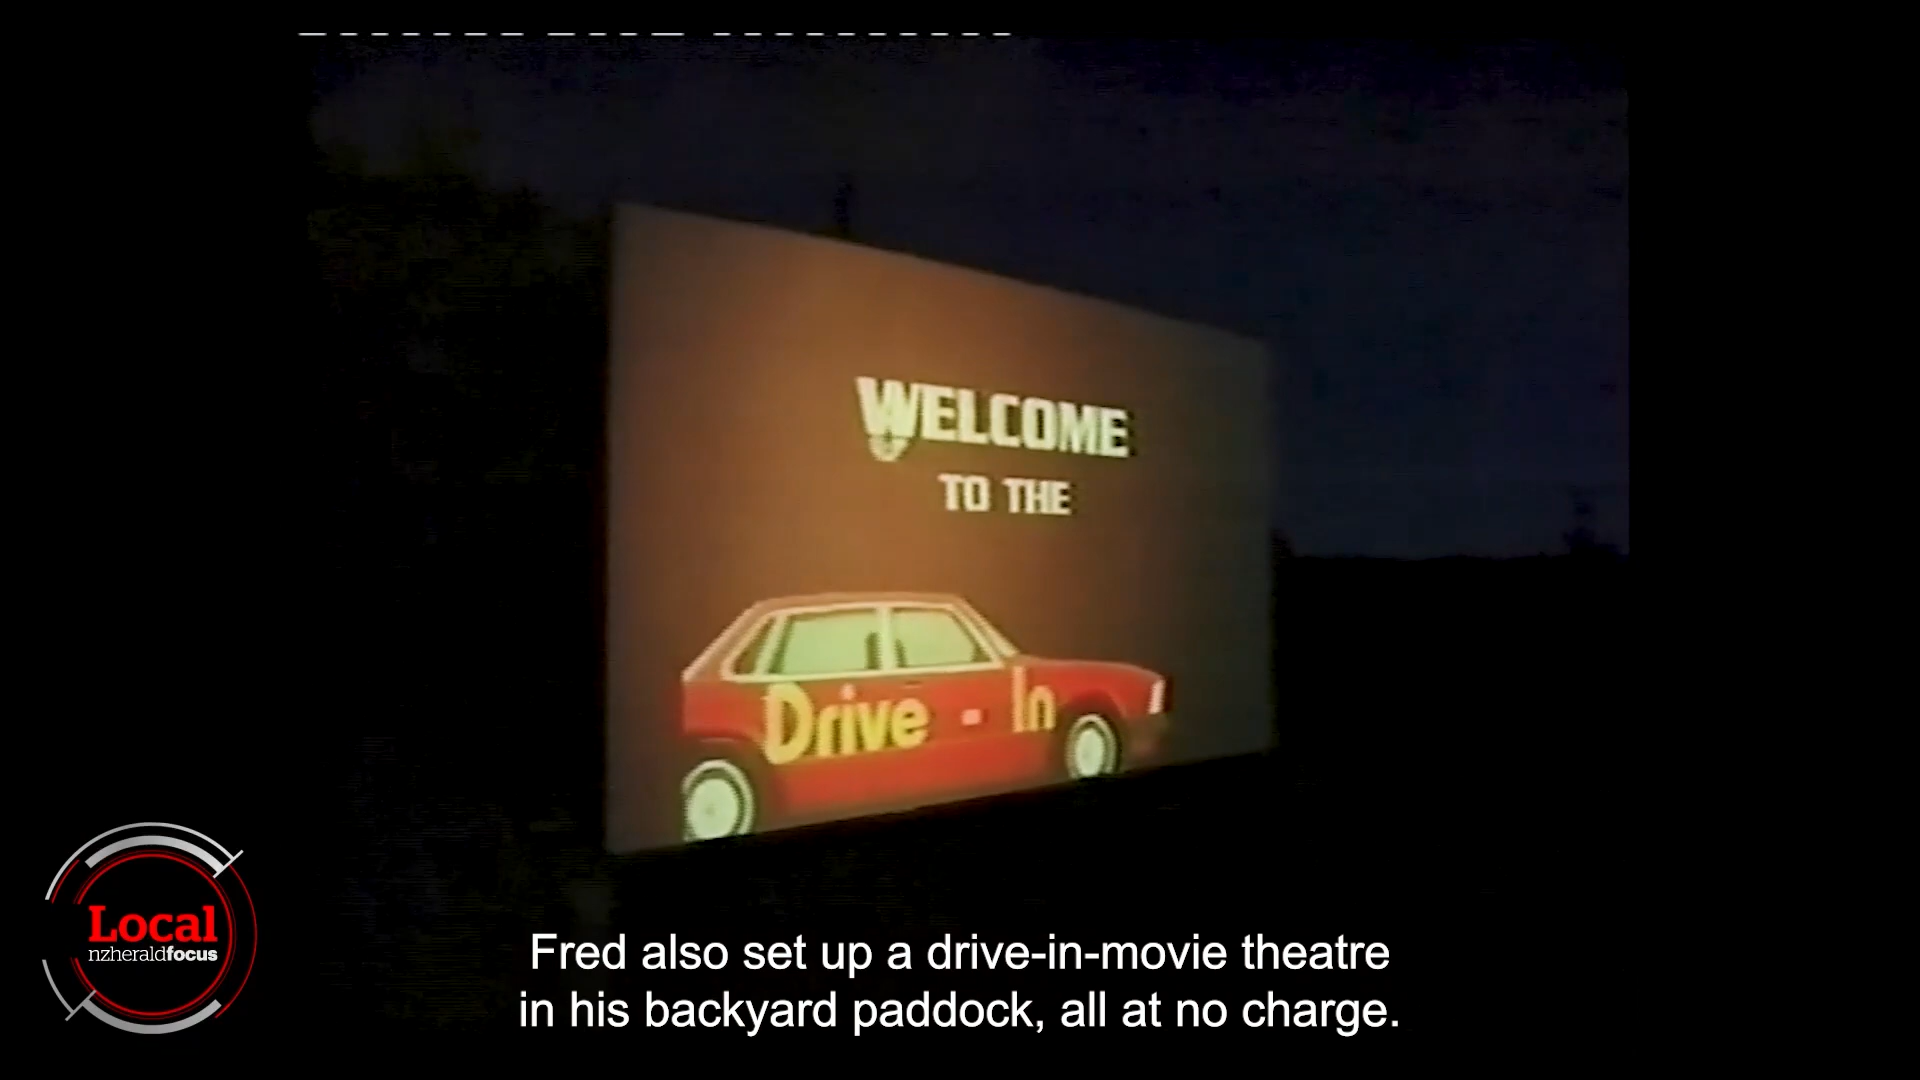 WELCOME
TO THE
Drive - In
Local
nzheraldfocus
Fred also set up a drive-in-movie theatre
in his backyard paddock, all at no charge.